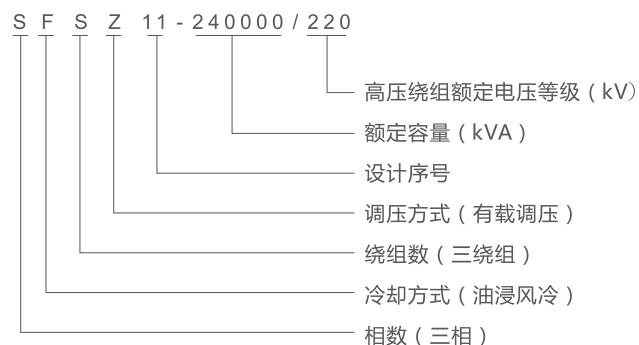 SFSZ11-240000/220
高压绕组额定电压等级（kV）
额定容量（kVA）
设计序号
调压方式（有载调压）
绕组数（三绕组）
冷却方式（油浸风冷）
相数（三相）